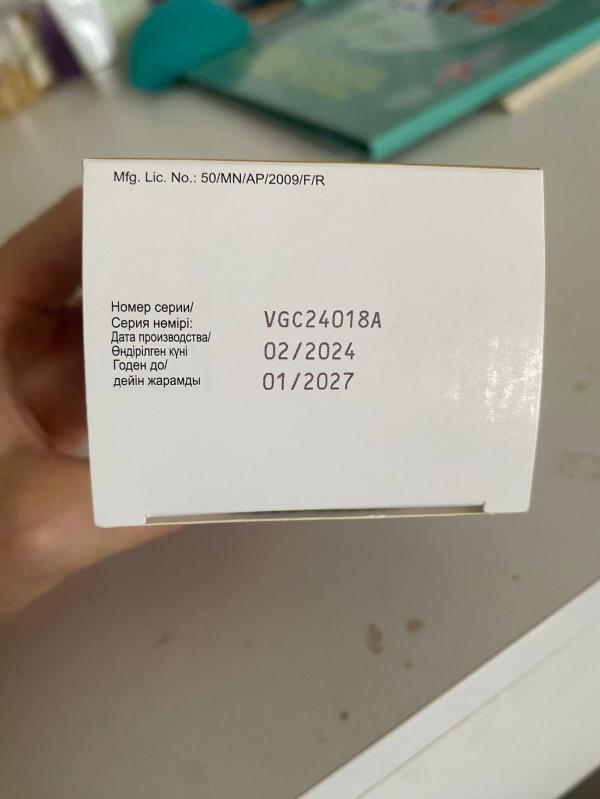 Mfg. Lic. No.: 50/MN/AP/2009/F/R
Номер серии/
Серия нөмірі: VGC24018A
Дата производства/
Өндірілген күні 02/2024
Годен до/
дейін жарамды 01/2027